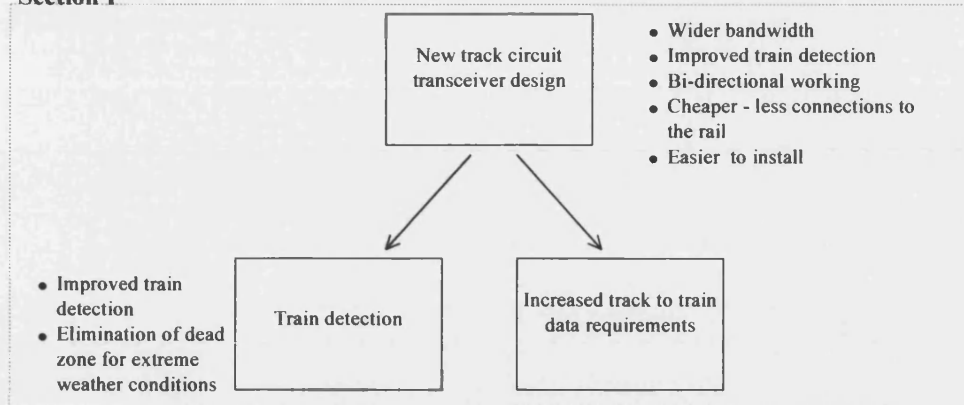 Section 1
New track circuit
transceiver design
• Wider bandwidth
• Improved train detection
• Bi-directional working
• Cheaper - less connections to
the rail
• Easier to install
• Improved train
detection
• Elimination of dead
zone for extreme
weather conditions
Train detection
Increased track to train
data requirements